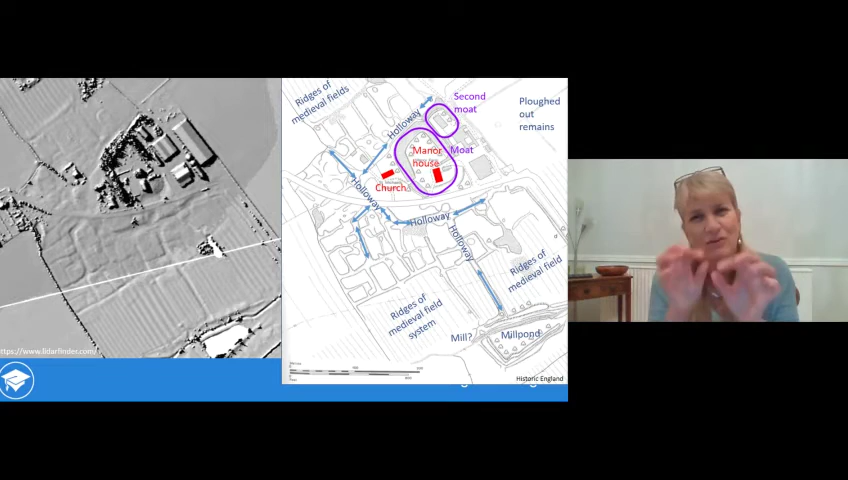 Ridges of
medieval fields
Holloway
Second
moat
Ploughed
out
remains
Manor
house
Moat
Church
Holloway
Holloway
Holloway
Ridges of
medieval field
Ridges of
medieval field
system
Mill?
Millpond
https://www.lidarfinder.com/
Historic England